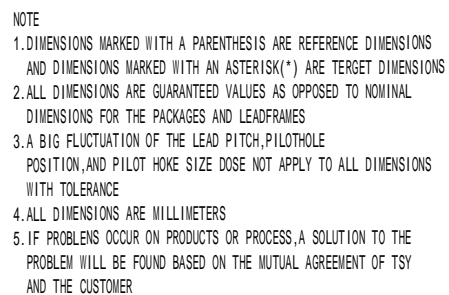 NOTE
1.DIMENSIONS MARKED WITH A PARENTHESIS ARE REFERENCE DIMENSIONS
AND DIMENSIONS MARKED WITH AN ASTERISK(*) ARE TERGET DIMENSIONS
2.ALL DIMENSIONS ARE GUARANTEED VALUES AS OPPOSED TO NOMINAL
DIMENSIONS FOR THE PACKAGES AND LEADFRAMES
3.A BIG FLUCTUATION OF THE LEAD PITCH,PILOTHOLE
POSITION,AND PILOT HOKE SIZE DOSE NOT APPLY TO ALL DIMENSIONS
WITH TOLERANCE
4.ALL DIMENSIONS ARE MILLIMETERS
5.IF PROBLENS OCCUR ON PRODUCTS OR PROCESS,A SOLUTION TO THE
PROBLEM WILL BE FOUND BASED ON THE MUTUAL AGREEMENT OF TSY
AND THE CUSTOMER